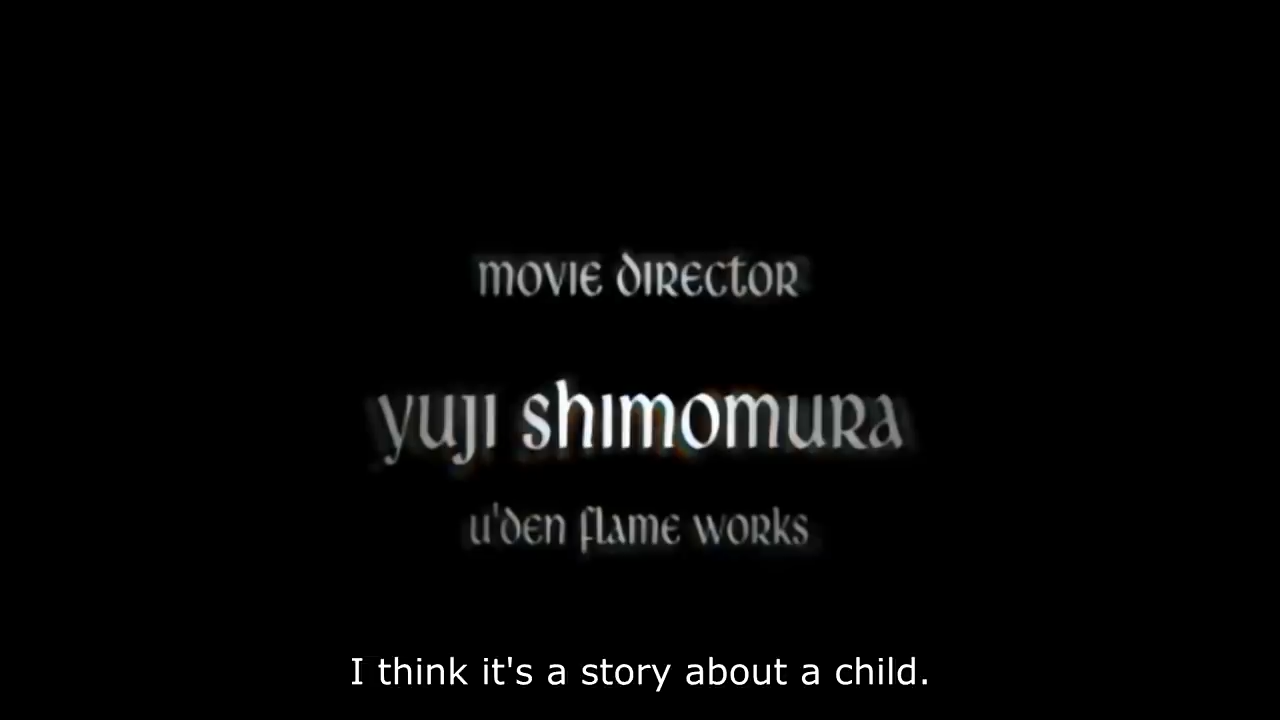 movie director
yuji shimomura
u'den flame works
I think it's a story about a child.